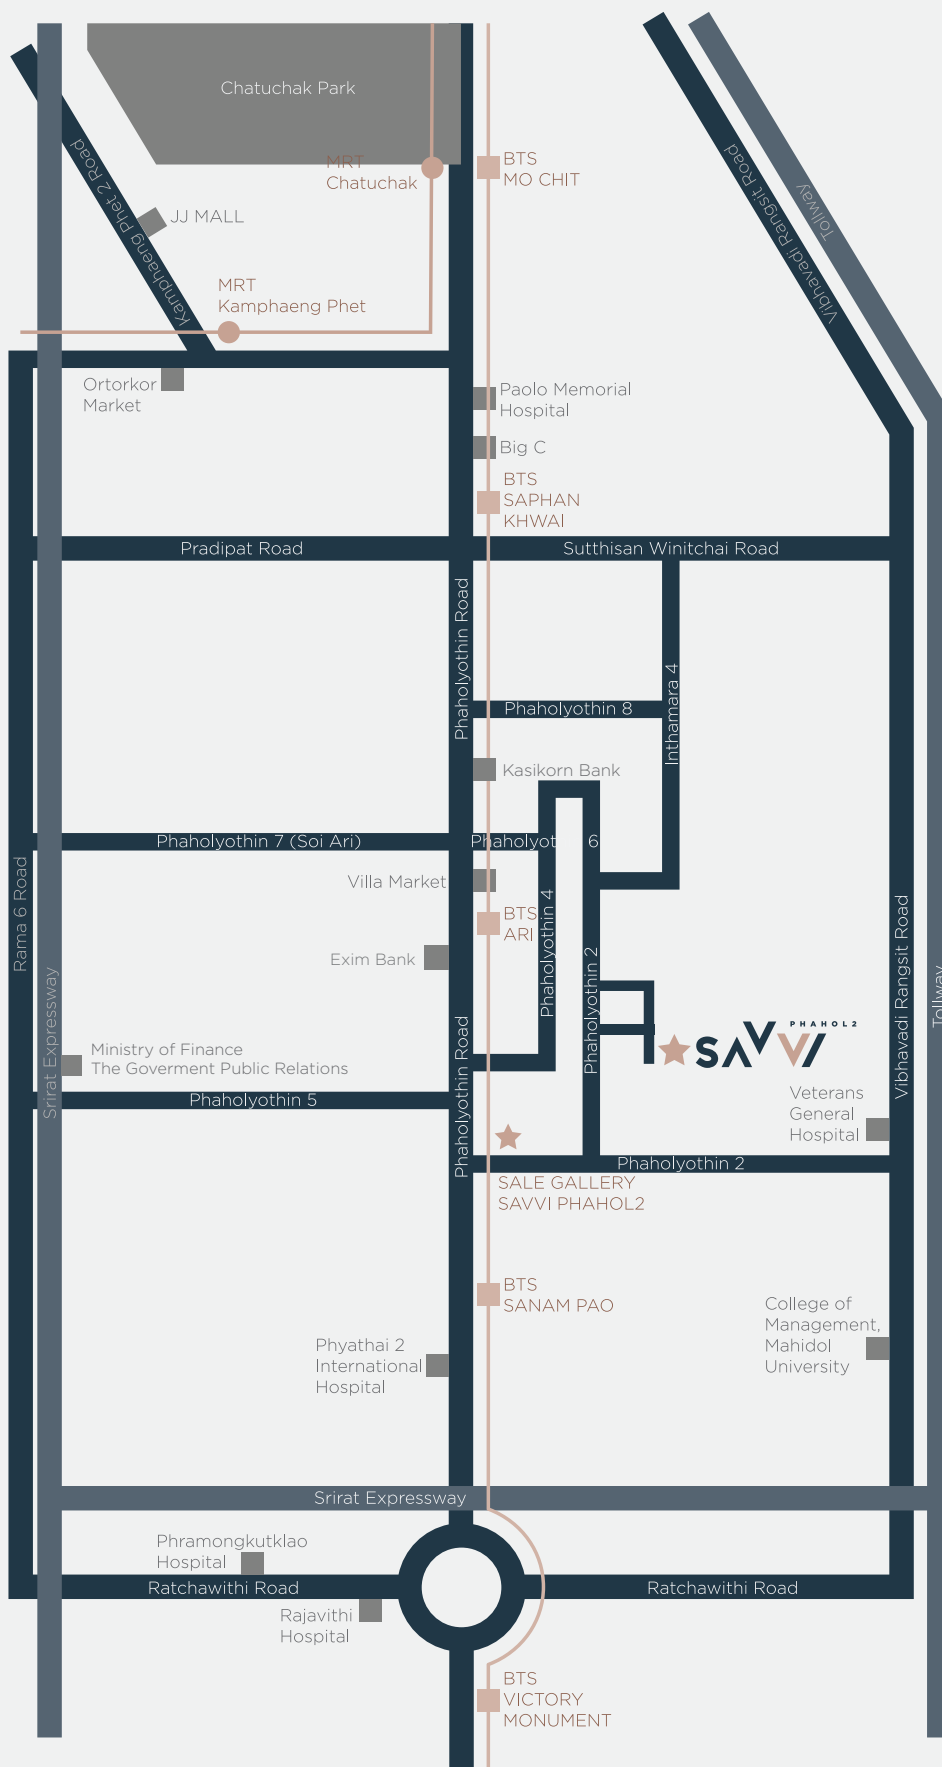 Chatuchak Park
MRT
Chatuchak
BTS
MO CHIT
Kamphaeng Phet 2 Road
JJ MALL
Vibhavadi Rangsit Road
Tollway
MRT
Kamphaeng Phet
Ortorkor
Market
Paolo Memorial
Hospital
Big C
BTS
SAPHAN
KHWAI
Pradipat Road
Sutthisan Winitchai Road
Phaholyothin Road
Inthamara 4
Phaholyothin 8
Kasikorn Bank
Phaholyothin 7 (Soi Ari)
Phaholyot 6
Rama 6 Road
Villa Market
BTS
ARI
Phaholyothin 4
Exim Bank
Phaholyothin 2
Vibhavadi Rangsit Road
Tollway
Srirat Expressway
Phaholyothin Road
PHAHOL2
SAVVI
Ministry of Finance
The Goverment Public Relations
Phaholyothin 5
Veterans
General
Hospital
Phaholyothin 2
SALE GALLERY
SAVVI PHAHOL2
BTS
SANAM PAO
College of
Management,
Mahidol
University
Phyathai 2
International
Hospital
Srirat Expressway
Phramongkutklao
Hospital
Ratchawithi Road
Ratchawithi Road
Rajavithi
Hospital
BTS
VICTORY
MONUMENT